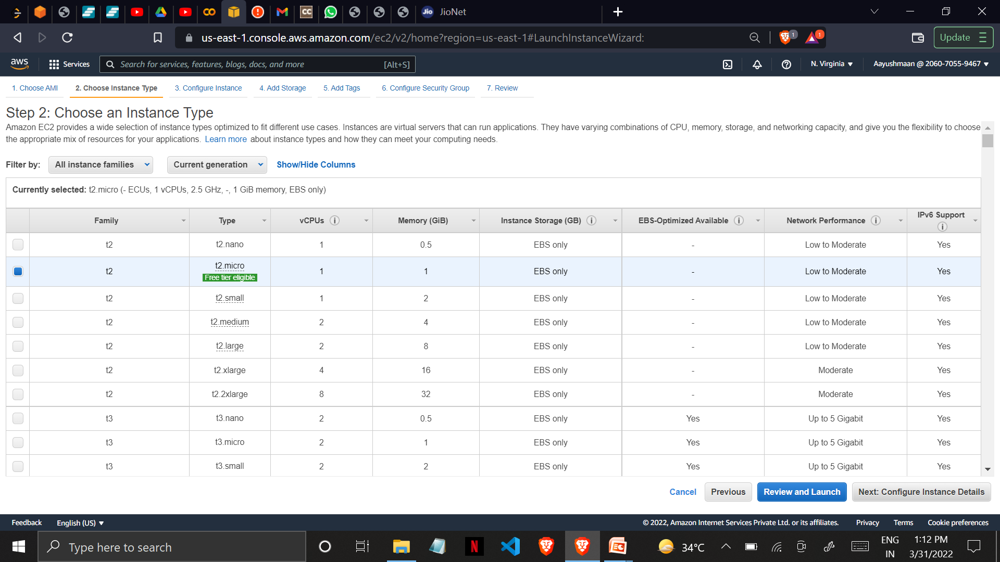 JioNet
us-east-1.console.aws.amazon.com/ec2/v2/home?region=us-east-1#LaunchInstanceWizard:
1
1
Update
aws
Services
Search for services, features, blogs, docs, and more
[Alt+S]
N. Virginia
Aayushmaan @ 2060-7055-9467
1. Choose AMI
2. Choose Instance Type
3. Configure Instance
4. Add Storage
5. Add Tags
6. Configure Security Group
7. Review
Step 2: Choose an Instance Type
Amazon EC2 provides a wide selection of instance types optimized to fit different use cases. Instances are virtual servers that can run applications. They have varying combinations of CPU, memory, storage, and networking capacity, and give you the flexibility to choose
the appropriate mix of resources for your applications. Learn more about instance types and how they can meet your computing needs.
Filter by: All instance families Current generation Show/Hide Columns
Currently selected: t2.micro (- ECUs, 1 vCPUs, 2.5 GHz, -, 1 GiB memory, EBS only)
Family Type vCPUs Memory (GiB) Instance Storage (GB) EBS-Optimized Available Network Performance IPv6 Support
t2 t2.nano 1 0.5 EBS only - Low to Moderate Yes
t2 t2.micro 1 1 EBS only - Low to Moderate Yes
Free tier eligible
t2 t2.small 1 2 EBS only - Low to Moderate Yes
t2 t2.medium 2 4 EBS only - Low to Moderate Yes
t2 t2.large 2 8 EBS only - Low to Moderate Yes
t2 t2.xlarge 4 16 EBS only - Moderate Yes
t2 t2.2xlarge 8 32 EBS only - Moderate Yes
t3 t3.nano 2 0.5 EBS only Yes Up to 5 Gigabit Yes
t3 t3.micro 2 1 EBS only Yes Up to 5 Gigabit Yes
t3 t3.small 2 2 EBS only Yes Up to 5 Gigabit Yes
Cancel Previous Review and Launch Next: Configure Instance Details
Feedback English (US) © 2022, Amazon Internet Services Private Ltd. or its affiliates. Privacy Terms Cookie preferences
Type here to search
34°C
ENG
IN
1:12 PM
3/31/2022